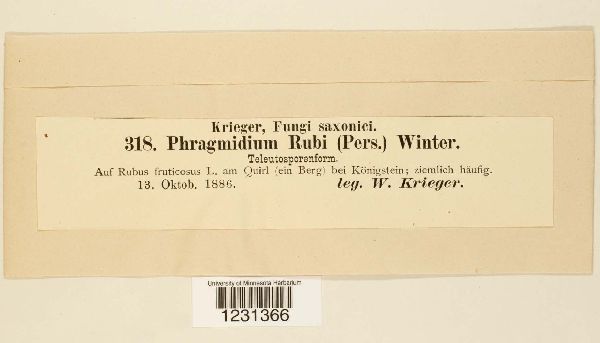 Krieger, Fungi saxonici.
318. Phragmidium Rubi (Pers.) Winter.
Teleutosporenform.
Auf Rubus fruticosus L., am Quirl (ein Berg) bei Königstein; ziemlich häufig.
13. Oktob. 1886. leg. W. Krieger.
University of Minnesota Herbarium
1231366